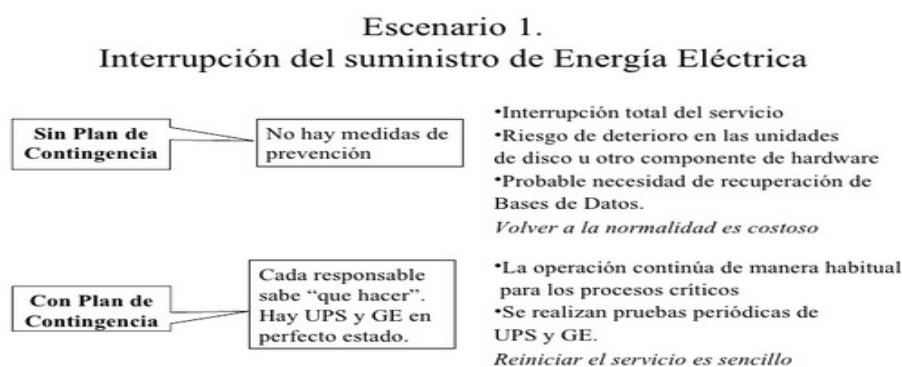 Escenario 1.
Interrupción del suministro de Energía Eléctrica
Sin Plan de
Contingencia
No hay medidas de
prevención
•Interrupción total del servicio
•Riesgo de deterioro en las unidades
de disco u otro componente de hardware
•Probable necesidad de recuperación de
Bases de Datos.
Volver a la normalidad es costoso
Con Plan de
Contingencia
Cada responsable
sabe “que hacer”.
Hay UPS y GE en
perfecto estado.
•La operación continúa de manera habitual
para los procesos críticos
•Se realizan pruebas periódicas de
UPS y GE.
Reiniciar el servicio es sencillo